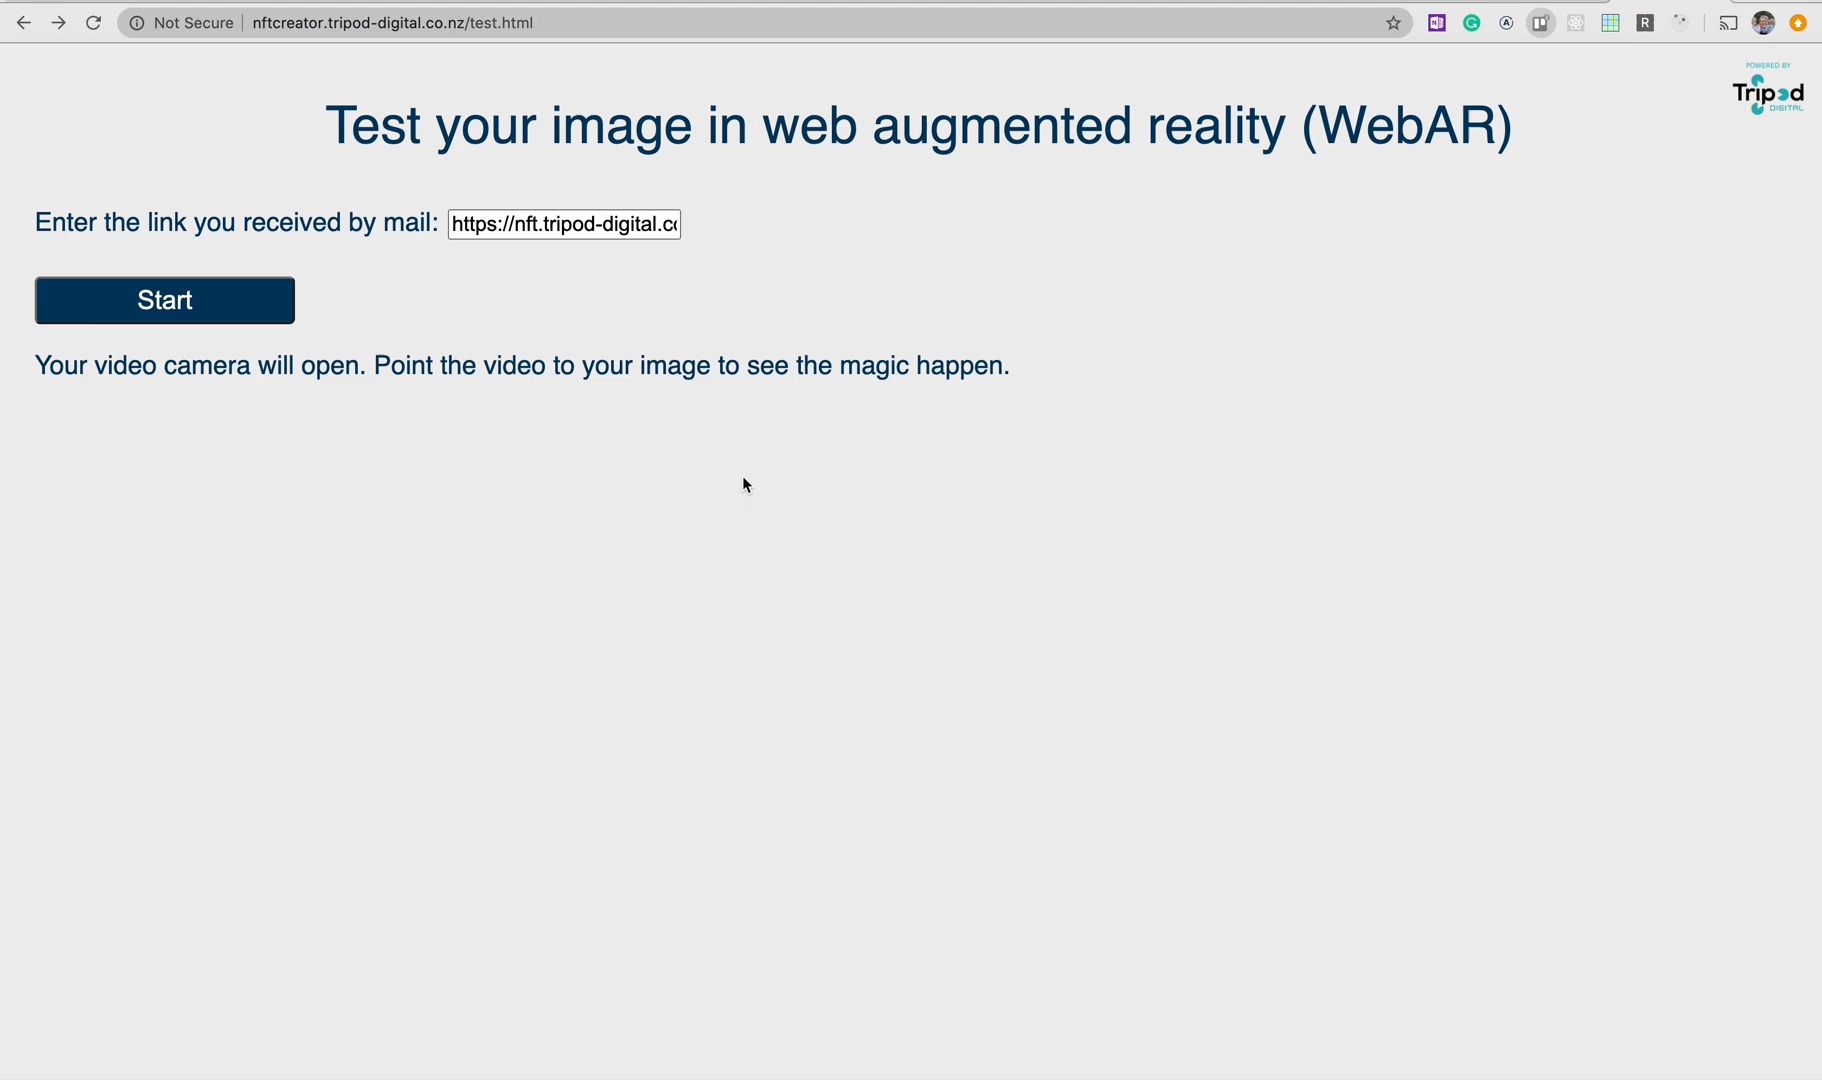 Not Secure
nftcreator.tripod-digital.co.nz/test.html
N
G
A
R
POWERED BY
Tripod
DIGITAL
Test your image in web augmented reality (WebAR)
Enter the link you received by mail: https://nft.tripod-digital.co
Start
Your video camera will open. Point the video to your image to see the magic happen.